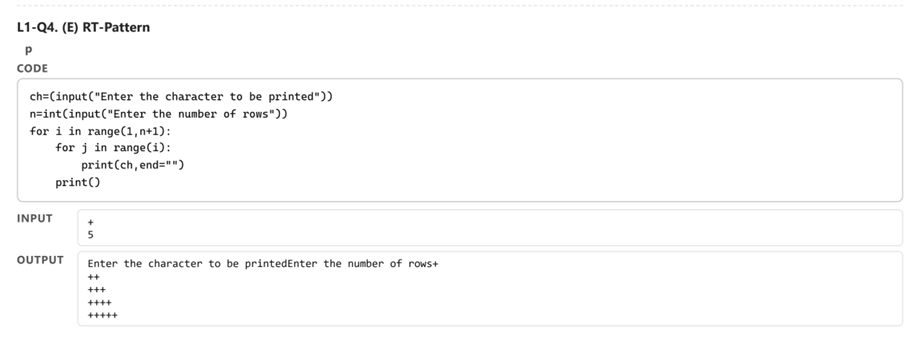 L1-Q4. (E) RT-Pattern
p
CODE
ch=(input("Enter the character to be printed"))
n=int(input("Enter the number of rows"))
for i in range(1,n+1):
    for j in range(i):
        print(ch,end="")
    print()
INPUT
+
5
OUTPUT
Enter the character to be printedEnter the number of rows+
++
+++
++++
+++++